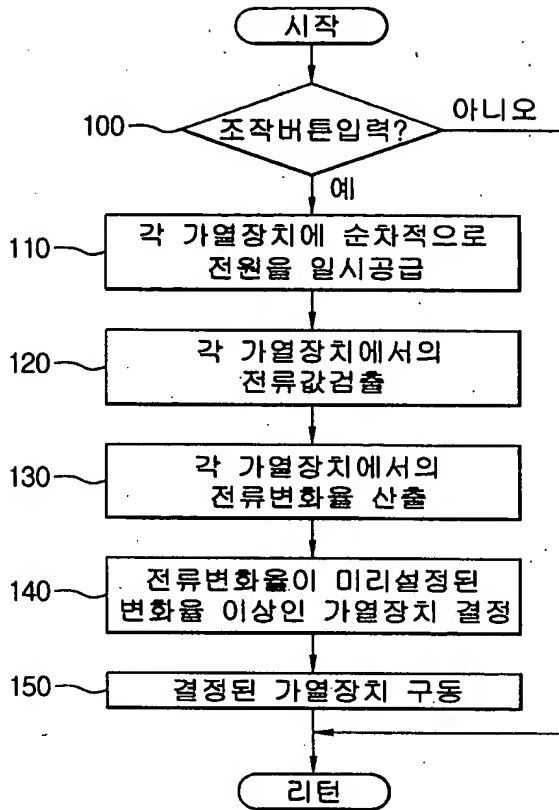 시작
100
조작버튼입력?
아니오
예
110
각 가열장치에 순차적으로
전원을 일시공급
120
각 가열장치에서의
전류값검출
130
각 가열장치에서의
전류변화율 산출
140
전류변화율이 미리설정된
변화율 이상인 가열장치 결정
150
결정된 가열장치 구동
리턴